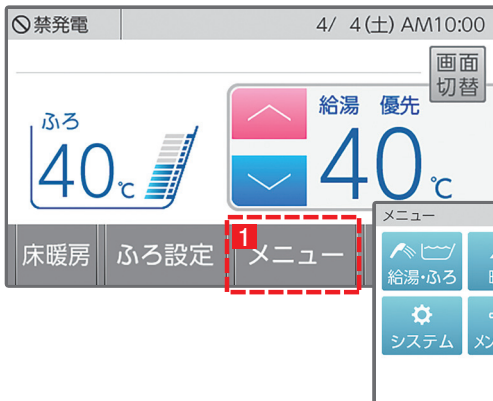 禁発電
4/ 4(土) AM10:00
画面
切替
ふろ
40℃
給湯 優先
40℃
床暖房 ふろ設定 1 メニュー
メニュー
給湯・ふろ
システム